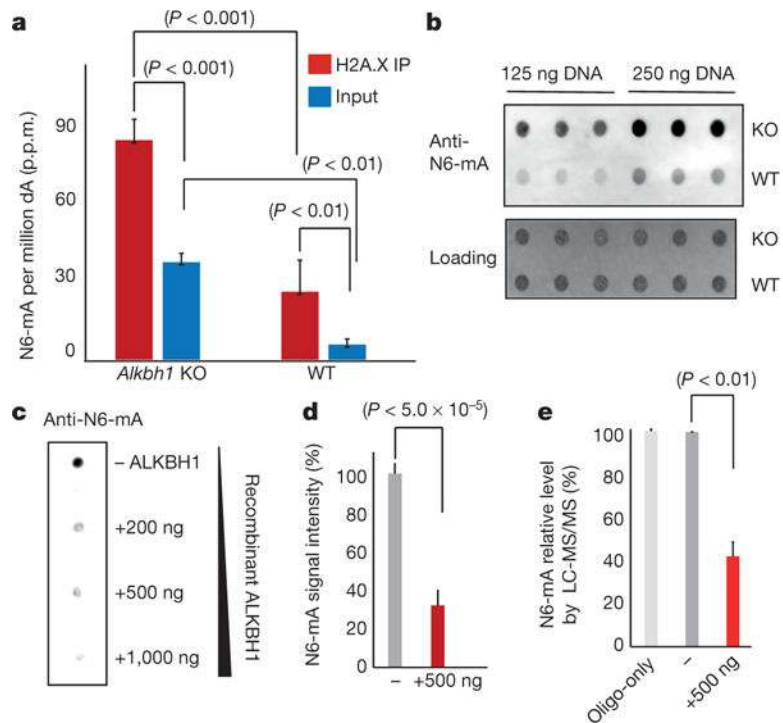 a
(P < 0.001)
(P < 0.001)
(P < 0.01)
(P < 0.01)
H2A.X IP
Input
N6-mA per million dA (p.p.m.)
90
60
30
0
Alkbh1 KO
WT
b
125 ng DNA
250 ng DNA
Anti-
N6-mA
KO
WT
Loading
KO
WT
c
Anti-N6-mA
– ALKBH1
+200 ng
+500 ng
+1,000 ng
Recombinant ALKBH1
d
(P < 5.0 × 10⁻⁵)
N6-mA signal intensity (%)
100
80
60
40
20
0
–
+500 ng
e
(P < 0.01)
N6-mA relative level
by LC-MS/MS (%)
100
80
60
40
20
0
Oligo-only
–
+500 ng